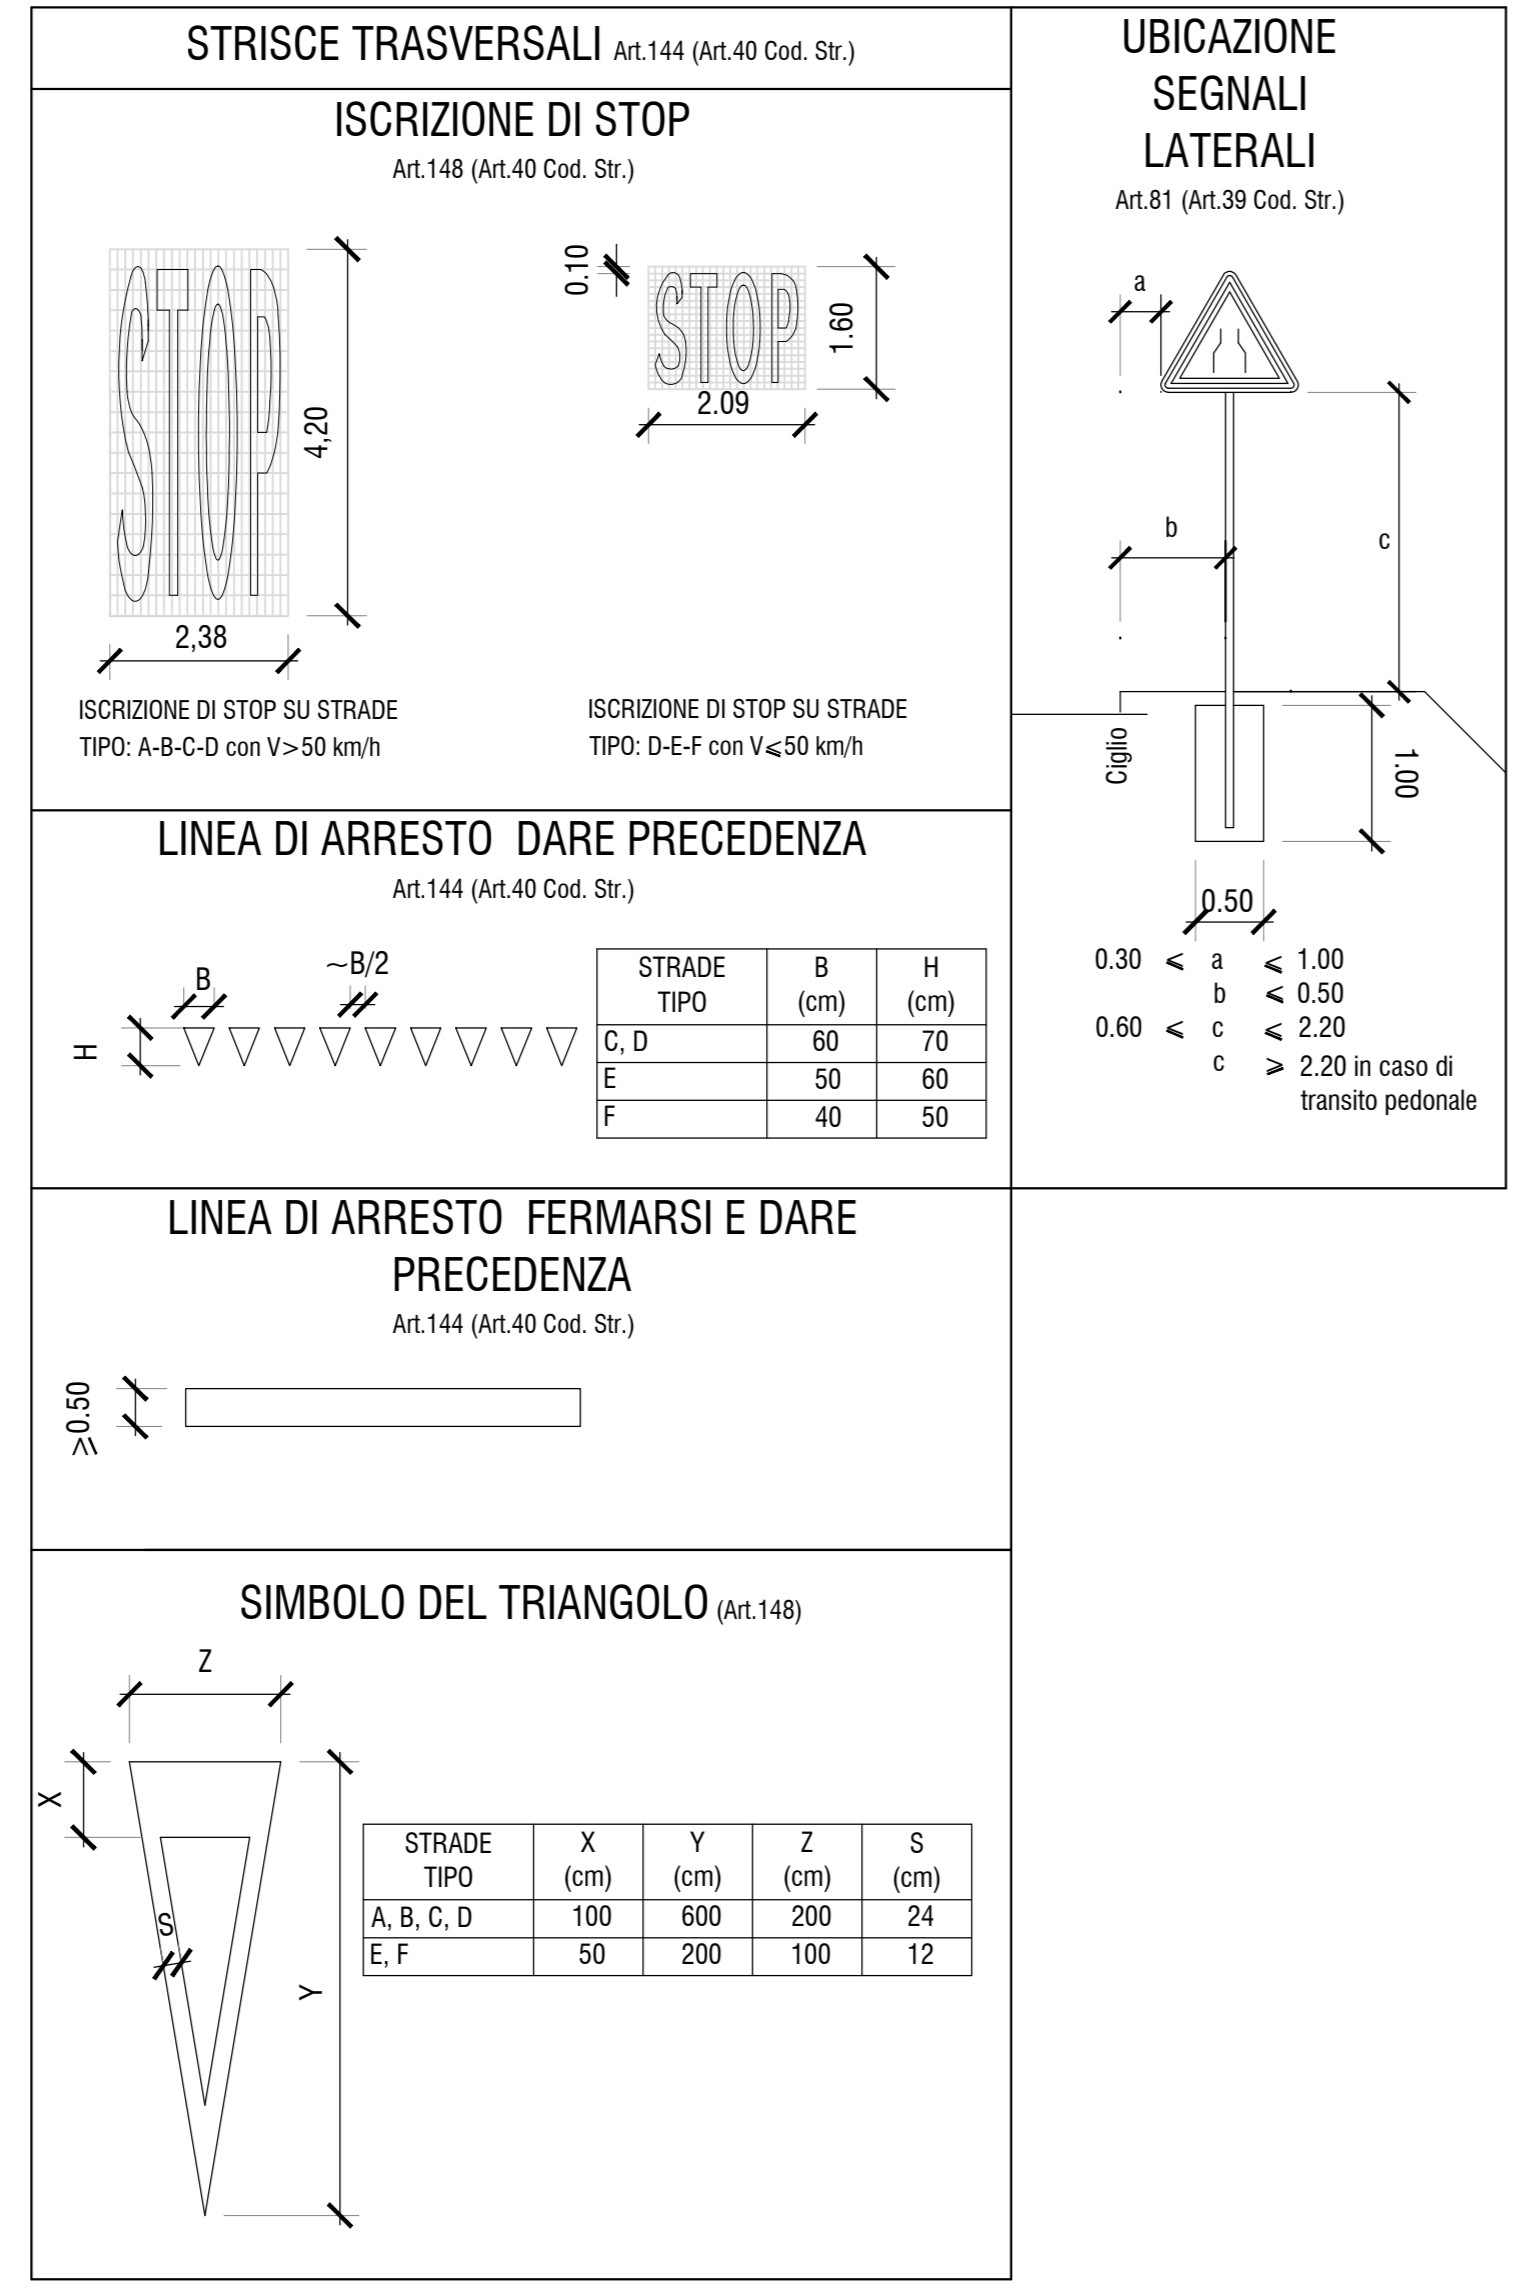 STRISCE TRASVERSALI Art.144 (Art.40 Cod. Str.)
ISCRIZIONE DI STOP
Art.148 (Art.40 Cod. Str.)
STOP
4,20
2,38
ISCRIZIONE DI STOP SU STRADE
TIPO: A-B-C-D con V>50 km/h
0.10
STOP
1.60
2.09
ISCRIZIONE DI STOP SU STRADE
TIPO: D-E-F con V⩽50 km/h
LINEA DI ARRESTO DARE PRECEDENZA
Art.144 (Art.40 Cod. Str.)
B
~B/2
H
STRADE TIPO B (cm) H (cm)
C, D 60 70
E 50 60
F 40 50
LINEA DI ARRESTO FERMARSI E DARE
PRECEDENZA
Art.144 (Art.40 Cod. Str.)
⩾0.50
SIMBOLO DEL TRIANGOLO (Art.148)
Z
X
S
Y
STRADE TIPO X (cm) Y (cm) Z (cm) S (cm)
A, B, C, D 100 600 200 24
E, F 50 200 100 12
UBICAZIONE
SEGNALI
LATERALI
Art.81 (Art.39 Cod. Str.)
a
b
c
Ciglio
1.00
0.50
0.30 ⩽ a ⩽ 1.00
b ⩽ 0.50
0.60 ⩽ c ⩽ 2.20
c ⩾ 2.20 in caso di
transito pedonale